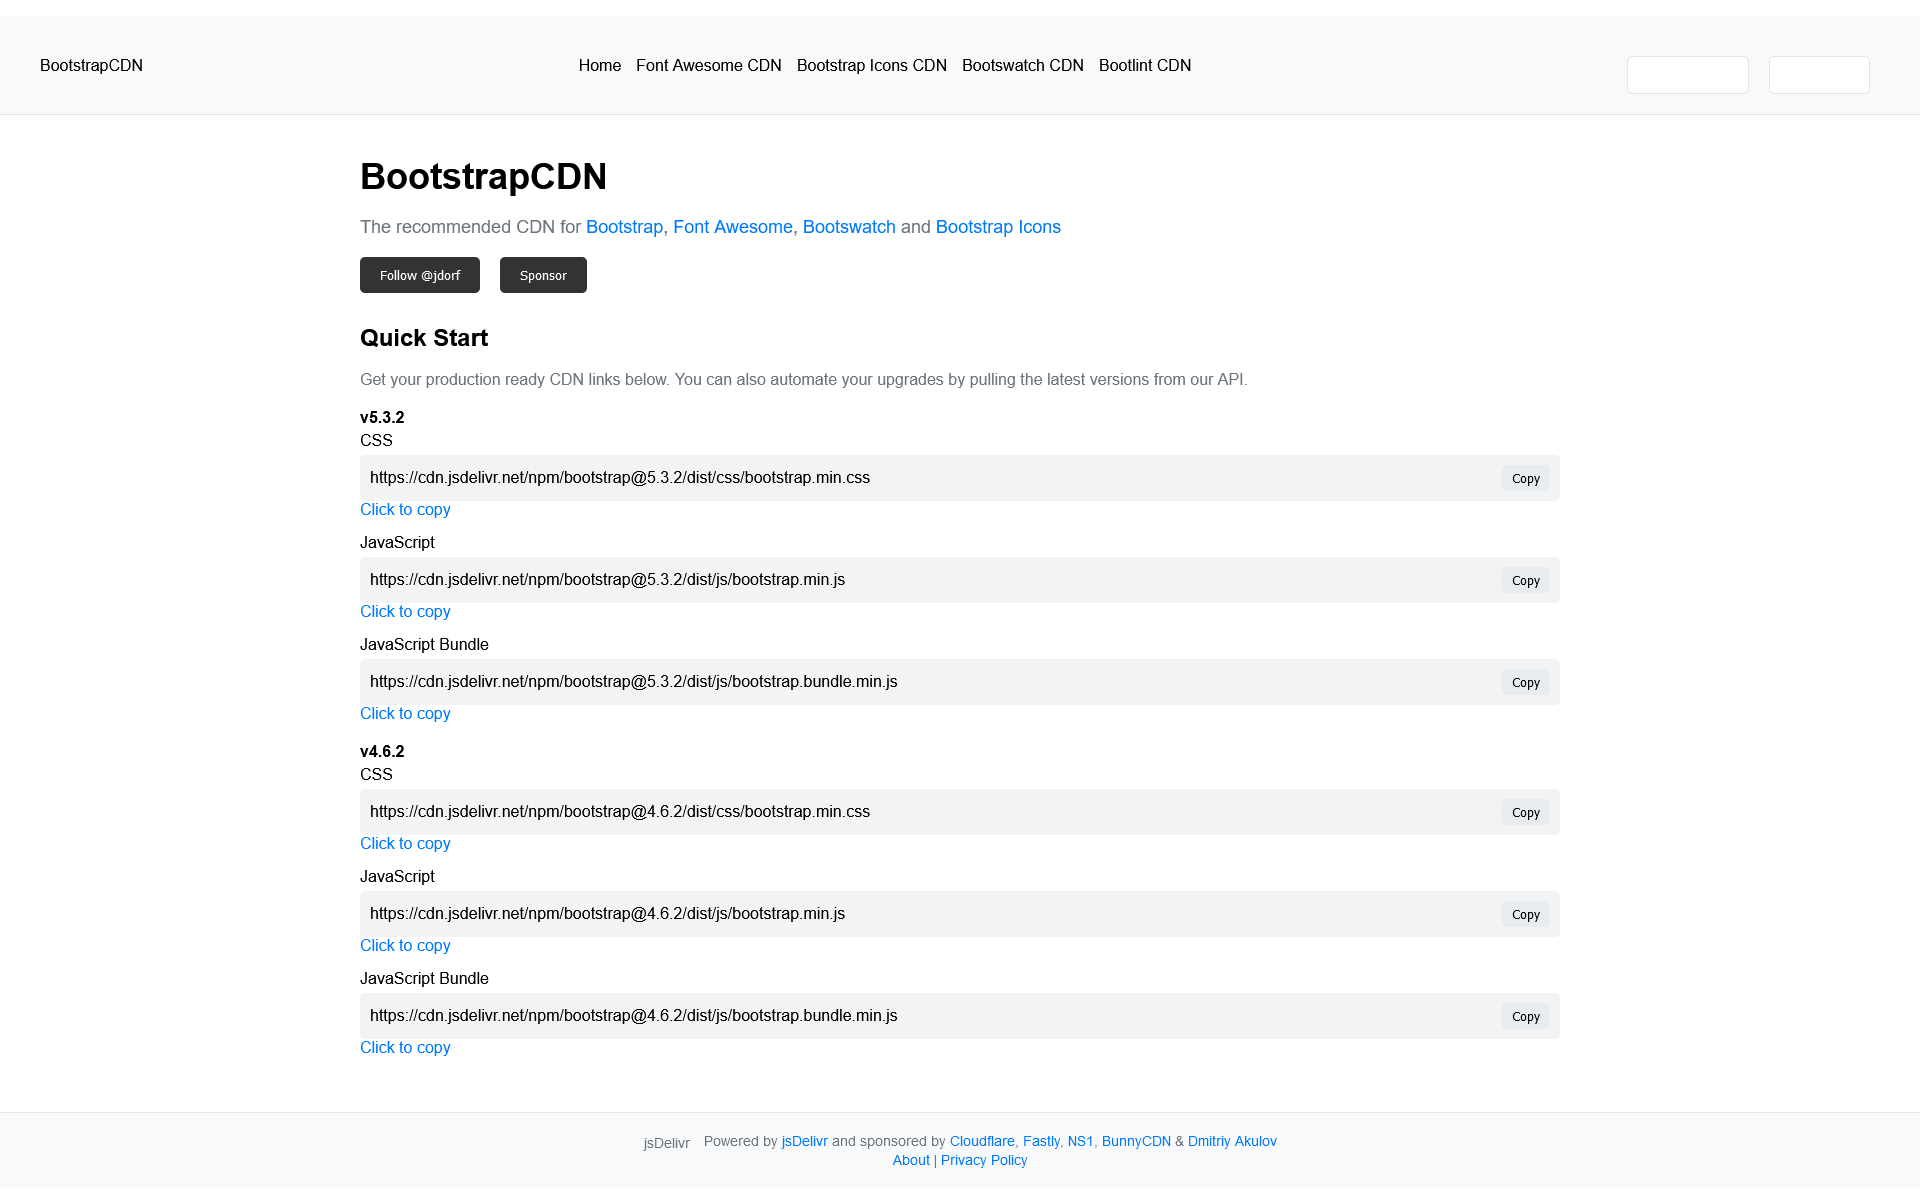 BootstrapCDN
Home Font Awesome CDN Bootstrap Icons CDN Bootswatch CDN Bootlint CDN
BootstrapCDN
The recommended CDN for Bootstrap, Font Awesome, Bootswatch and Bootstrap Icons
Follow @jdorf Sponsor
Quick Start
Get your production ready CDN links below. You can also automate your upgrades by pulling the latest versions from our API.
v5.3.2
CSS
https://cdn.jsdelivr.net/npm/bootstrap@5.3.2/dist/css/bootstrap.min.css Copy
Click to copy
JavaScript
https://cdn.jsdelivr.net/npm/bootstrap@5.3.2/dist/js/bootstrap.min.js Copy
Click to copy
JavaScript Bundle
https://cdn.jsdelivr.net/npm/bootstrap@5.3.2/dist/js/bootstrap.bundle.min.js Copy
Click to copy
v4.6.2
CSS
https://cdn.jsdelivr.net/npm/bootstrap@4.6.2/dist/css/bootstrap.min.css Copy
Click to copy
JavaScript
https://cdn.jsdelivr.net/npm/bootstrap@4.6.2/dist/js/bootstrap.min.js Copy
Click to copy
JavaScript Bundle
https://cdn.jsdelivr.net/npm/bootstrap@4.6.2/dist/js/bootstrap.bundle.min.js Copy
Click to copy
jsDelivr Powered by jsDelivr and sponsored by Cloudflare, Fastly, NS1, BunnyCDN & Dmitriy Akulov
About | Privacy Policy